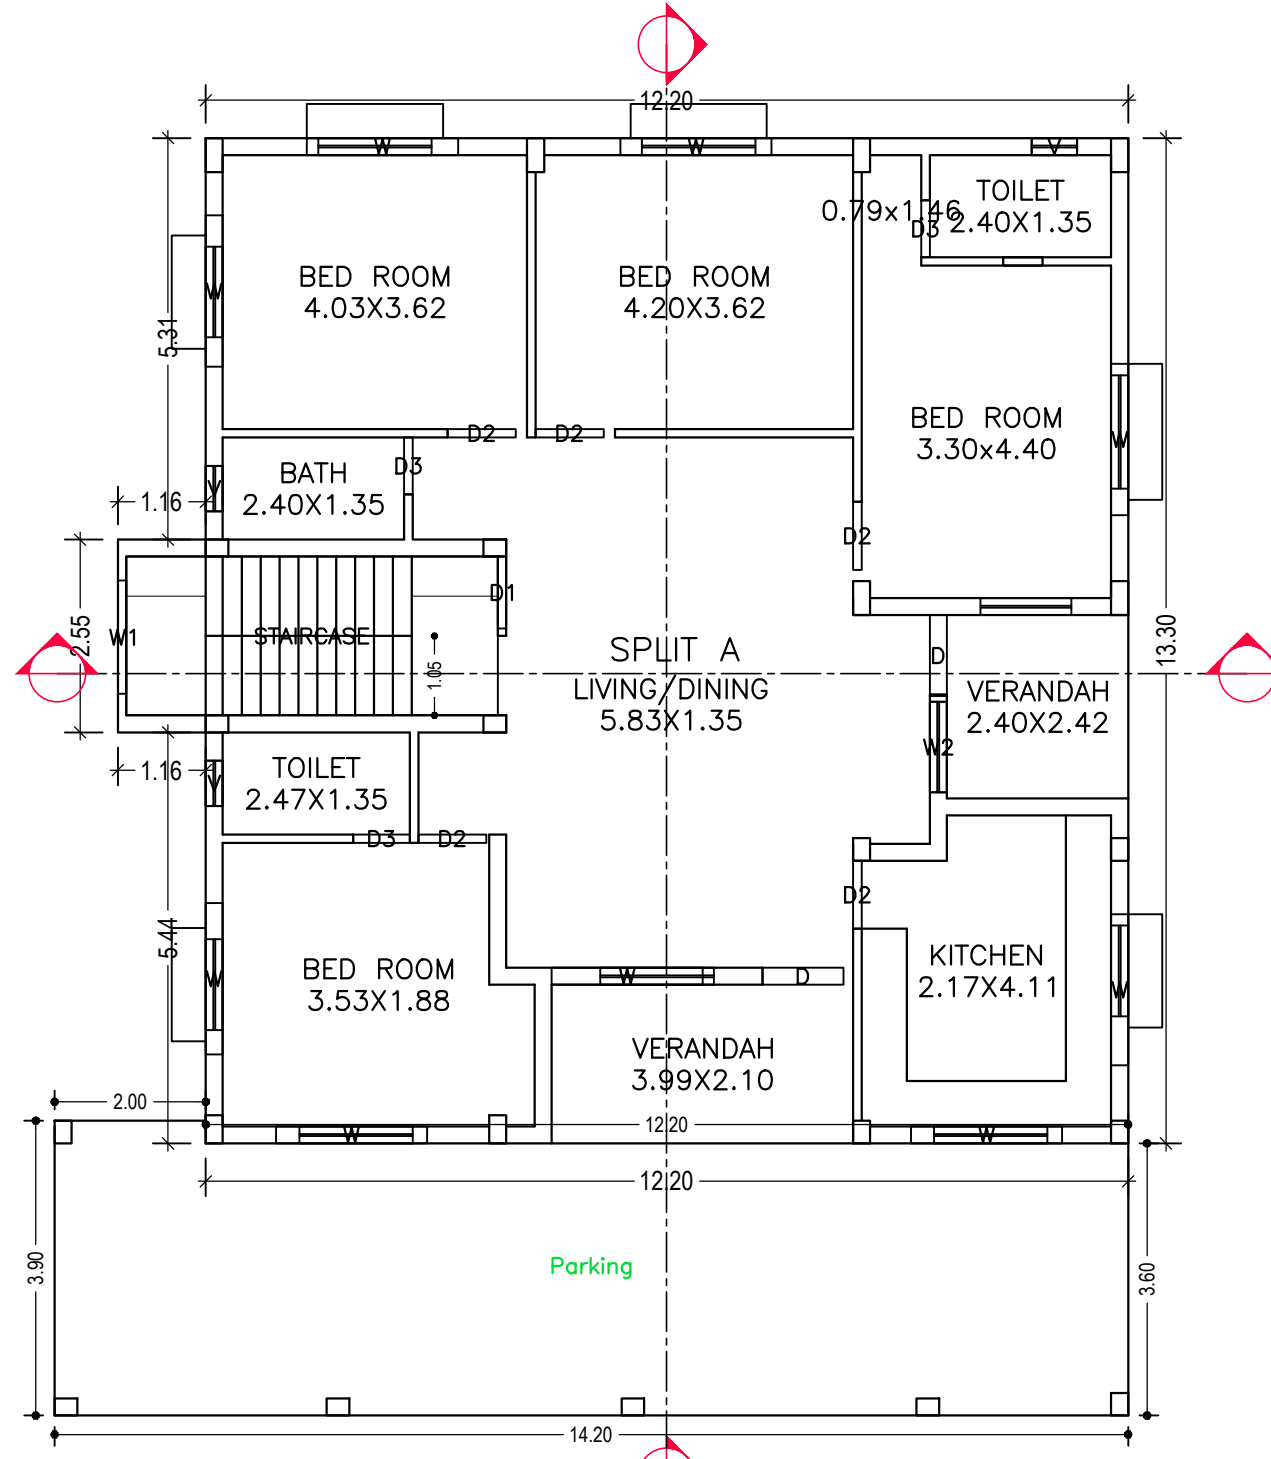 12.20
W
W
V
TOILET
2.40X1.35
0.79x1.46
D3
BED ROOM
4.03X3.62
BED ROOM
4.20X3.62
W
5.31
BED ROOM
3.30x4.40
W
D2
D2
BATH
2.40X1.35
D3
V
1.16
D2
D1
STAIRCASE
W1
2.55
1.05
SPLIT A
LIVING/DINING
5.83X1.35
D
13.30
VERANDAH
2.40X2.42
W2
TOILET
2.47X1.35
V
1.16
D3
D2
D2
5.44
W
BED ROOM
3.53X1.88
W
D
KITCHEN
2.17X4.11
W
VERANDAH
3.99X2.10
2.00
12.20
W
W
12.20
3.90
Parking
3.60
14.20